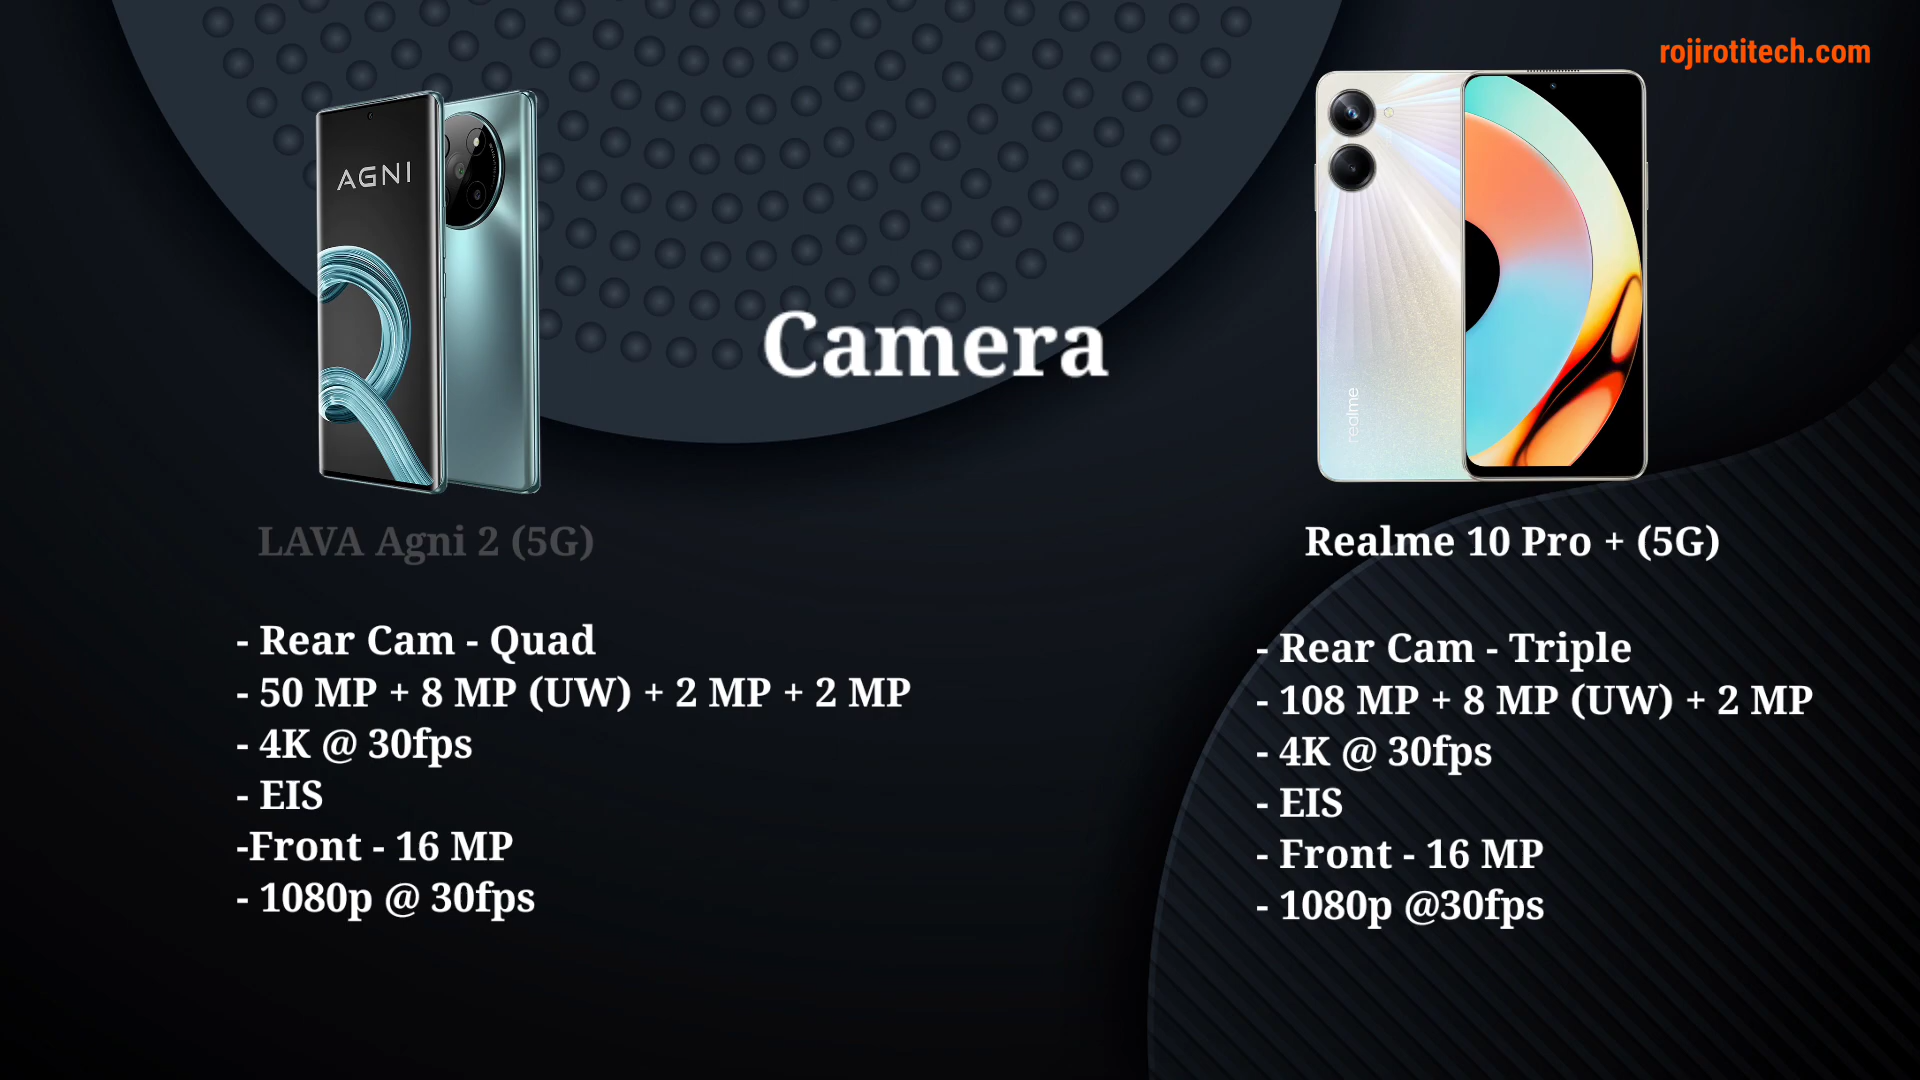 rojirotitech.com
AGNI
realme
Camera
LAVA Agni 2 (5G)
- Rear Cam - Quad
- 50 MP + 8 MP (UW) + 2 MP + 2 MP
- 4K @ 30fps
- EIS
-Front - 16 MP
- 1080p @ 30fps
Realme 10 Pro + (5G)
- Rear Cam - Triple
- 108 MP + 8 MP (UW) + 2 MP
- 4K @ 30fps
- EIS
- Front - 16 MP
- 1080p @30fps